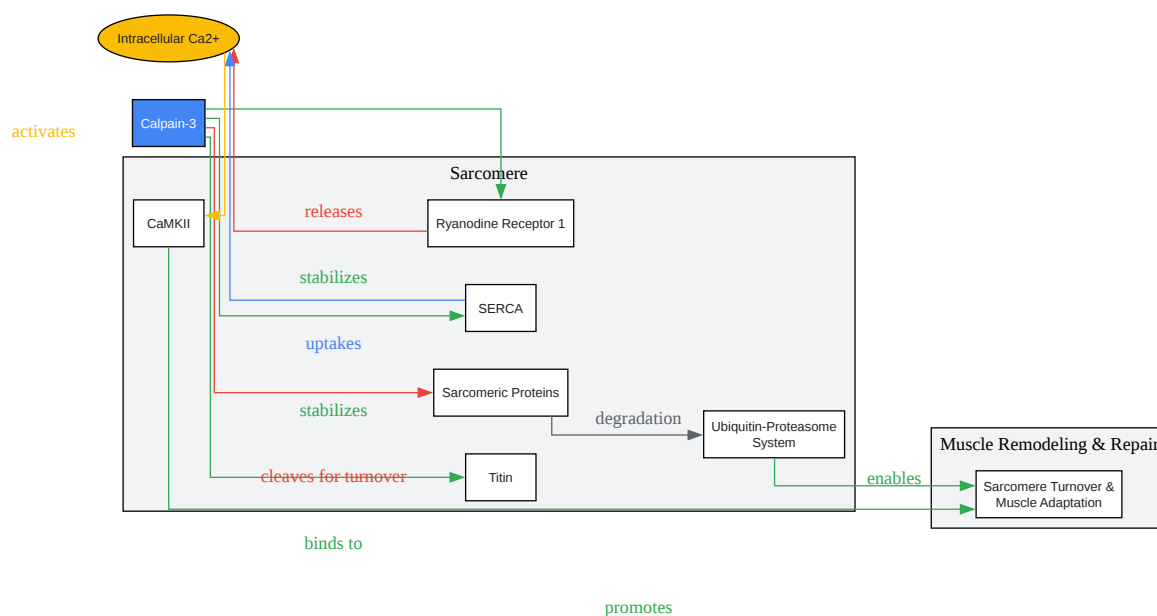 Intracellular Ca2+
Calpain-3
activates
Sarcomere
CaMKII
releases
Ryanodine Receptor 1
stabilizes
SERCA
uptakes
Sarcomeric Proteins
stabilizes
degradation
Ubiquitin-Proteasome
System
Muscle Remodeling & Repair
cleaves for turnover
Titin
enables
Sarcomere Turnover &
Muscle Adaptation
binds to
promotes